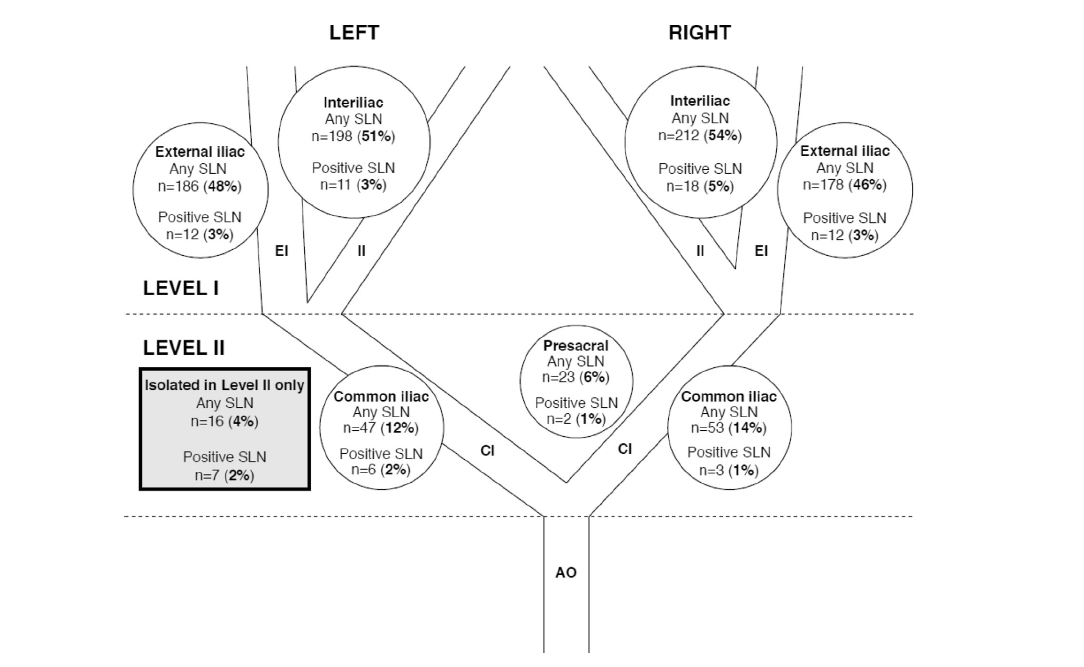 LEFT
RIGHT
Interiliac
Any SLN
n=198 (51%)
Positive SLN
n=11 (3%)
Interiliac
Any SLN
n=212 (54%)
Positive SLN
n=18 (5%)
External iliac
Any SLN
n=186 (48%)
Positive SLN
n=12 (3%)
External iliac
Any SLN
n=178 (46%)
Positive SLN
n=12 (3%)
EI
II
II
EI
LEVEL I
LEVEL II
Isolated in Level II only
Any SLN
n=16 (4%)
Positive SLN
n=7 (2%)
Common iliac
Any SLN
n=47 (12%)
Positive SLN
n=6 (2%)
Presacral
Any SLN
n=23 (6%)
Positive SLN
n=2 (1%)
Common iliac
Any SLN
n=53 (14%)
Positive SLN
n=3 (1%)
CI
CI
AO